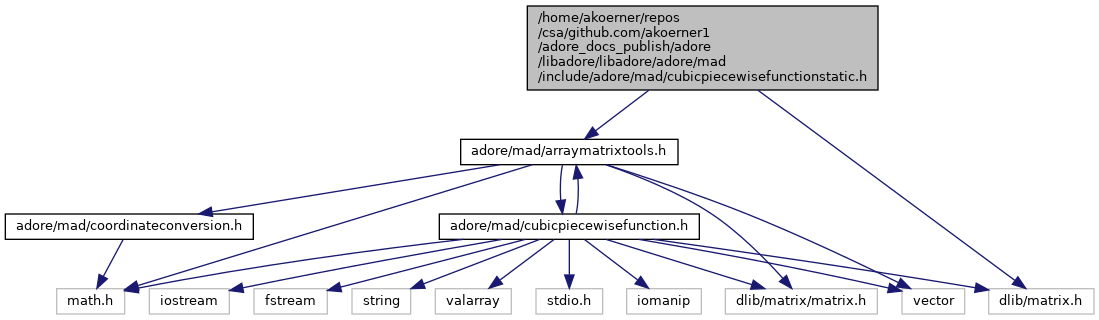 /home/akoerner/repos
/csa/github.com/akoerner1
/adore_docs_publish/adore
/libadore/libadore/adore/mad
/include/adore/mad/cubicpiecewisefunctionstatic.h
adore/mad/arraymatrixtools.h
adore/mad/coordinateconversion.h
adore/mad/cubicpiecewisefunction.h
math.h
iostream
fstream
string
valarray
stdio.h
iomanip
dlib/matrix/matrix.h
vector
dlib/matrix.h